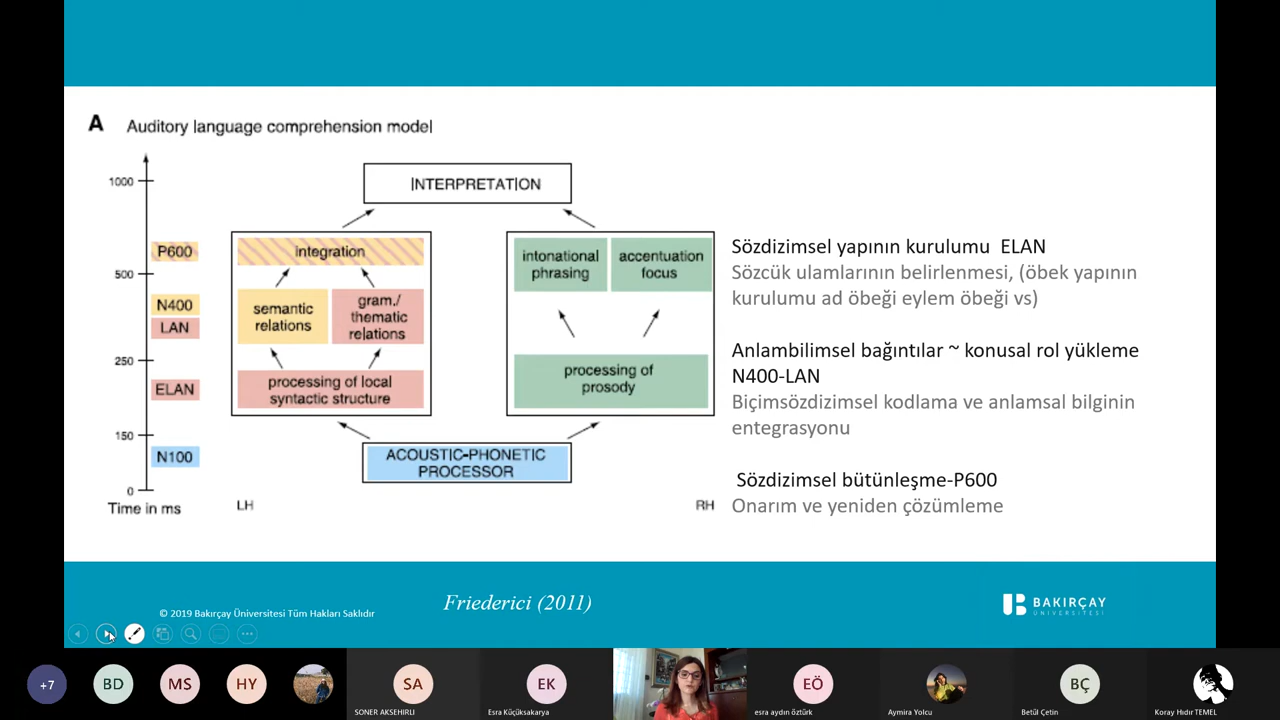 A Auditory language comprehension model
1000
INTERPRETATION
P600
integration
intonational
phrasing
accentuation
focus
500
N400
LAN
semantic
relations
gram./
thematic
relations
250
ELAN
processing of local
syntactic structure
processing of
prosody
150
N100
ACOUSTIC-PHONETIC
PROCESSOR
0
Time in ms
LH
RH
Sözdizimsel yapının kurulumu ELAN
Sözcük ulamlarının belirlenmesi, (öbek yapının
kurulumu ad öbeği eylem öbeği vs)
Anlambilimsel bağıntılar ~ konusal rol yükleme
N400-LAN
Biçimsözdizimsel kodlama ve anlamsal bilginin
entegrasyonu
Sözdizimsel bütünleşme-P600
Onarım ve yeniden çözümleme
© 2019 Bakırçay Üniversitesi Tüm Hakları Saklıdır
Friederici (2011)
BAKIRÇAY
ÜNİVERSİTESİ
+7
BD
MS
HY
SA
SONER AKSEHIRLI
EK
Esra Küçüksakarya
EÖ
esra aydın öztürk
Aymira Yolcu
BÇ
Betül Çetin
Koray Hıdır TEMEL